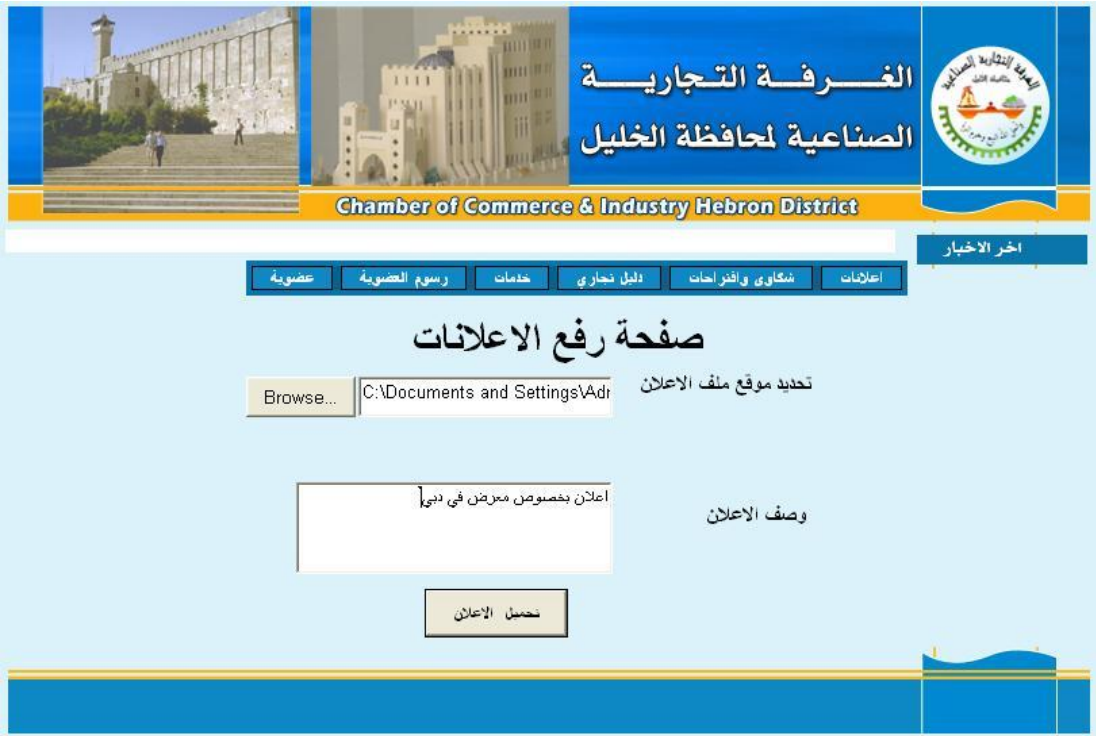 الغرفة التجارية
الصناعية لمحافظة الخليل
Chamber of Commerce & Industry Hebron District
اخر الاخبار
اعلانات
شكاوى واقتراحات
دليل تجاري
خدمات
رسوم العضوية
عضوية
صفحة رفع الاعلانات
تحديد موقع ملف الاعلان
C:\Documents and Settings\Adr
Browse...
وصف الاعلان
اعلان بخصوص معرض في دبي
تحميل الاعلان